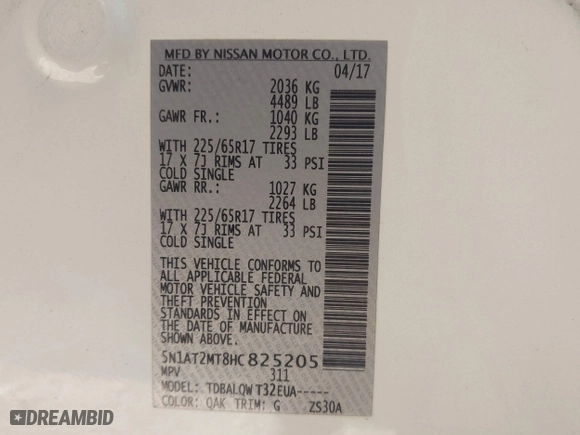 MFD BY NISSAN MOTOR CO., LTD.
DATE: 04/17
GVWR: 2036 KG
4489 LB
GAWR FR.: 1040 KG
2293 LB
WITH 225/65R17 TIRES
17 X 7J RIMS AT 33 PSI
COLD SINGLE
GAWR RR.: 1027 KG
2264 LB
WITH 225/65R17 TIRES
17 X 7J RIMS AT 33 PSI
COLD SINGLE
THIS VEHICLE CONFORMS TO
ALL APPLICABLE FEDERAL
MOTOR VEHICLE SAFETY AND
THEFT PREVENTION
STANDARDS IN EFFECT ON
THE DATE OF MANUFACTURE
SHOWN ABOVE.
5N1AT2MT8HC825205
MPV 311
MODEL: TDBALQWT32EUA-----
COLOR: QAK TRIM: G ZS30A
DREAMBID